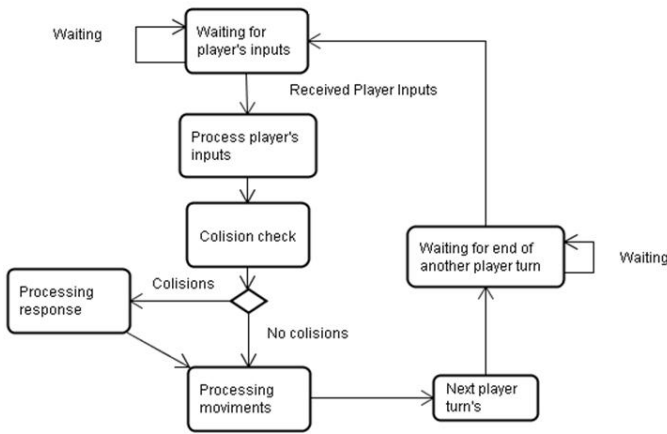 Waiting
Waiting for
player's inputs
Received Player Inputs
Process player's
inputs
Colision check
Waiting for end of
another player turn
Waiting
Colisions
Processing
response
No colisions
Processing
moviments
Next player
turn's